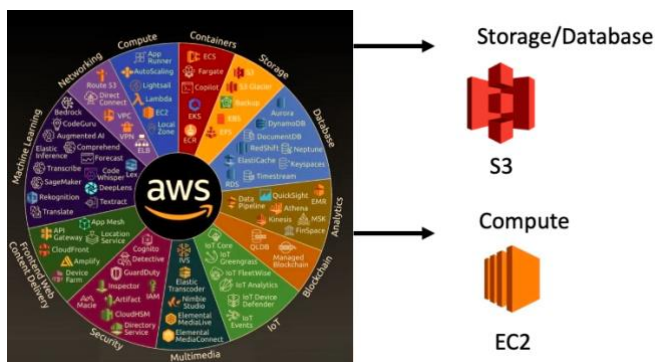 Compute
App
Runner
AutoScaling
Lightsail
Lambda
EC2
Local
Zone
Containers
ECS
Fargate
Copilot
EKS
ECR
Storage
S3
S3 Glacier
Backup
EBS
EFS
Database
Aurora
DynamoDB
DocumentDB
RedShift
Neptune
ElastiCache
Keyspaces
RDS
Timestream
Analytics
Data
Pipeline
QuickSight
EMR
Athena
Kinesis
MSK
FinSpace
Blockchain
QLDB
Managed
Blockchain
IoT
IoT Core
IoT
Greengrass
IoT FleetWise
IoT Analytics
IoT Device
Defender
IoT
Events
Multimedia
IVS
Elastic
Transcoder
Nimble
Studio
Elemental
MediaLive
Elemental
MediaConnect
Security
Cognito
Detective
GuardDuty
Inspector
IAM
Macie
Artifact
CloudHSM
Directory
Service
Frontend Web
Content Delivery
App Mesh
API
Gateway
Location
Service
CloudFront
Amplify
Device
Farm
Machine Learning
Bedrock
CodeGuru
Augmented AI
Elastic
Inference
Comprehend
Forecast
Transcribe
Code
Whisper
Lex
SageMaker
DeepLens
Rekognition
Textract
Translate
Networking
Route 53
Direct
Connect
VPC
VPN
ELB
aws
Storage/Database
S3
Compute
EC2